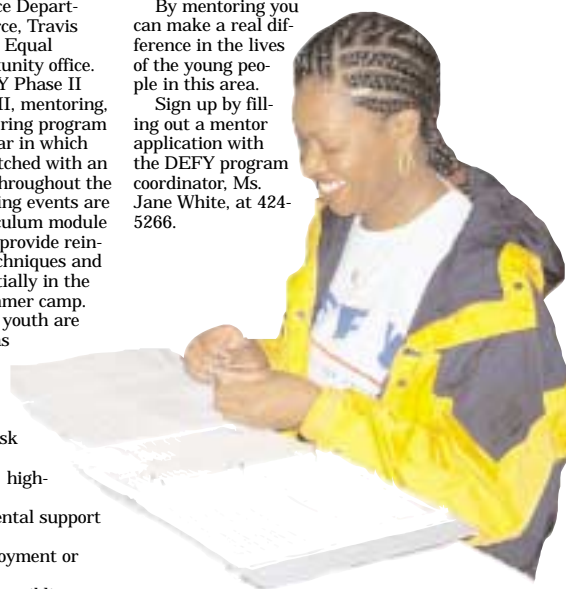 ce Depart-
rce, Travis
Equal
unity office.
Y Phase II
II, mentoring,
ring program
ar in which
tched with an
hroughout the
ing events are
culum module
provide rein-
chniques and
tially in the
mmer camp.
youth are
ns
sk
high-
ental support
oyment or
By mentoring you
can make a real dif-
ference in the lives
of the young peo-
ple in this area.
Sign up by fill-
ing out a mentor
application with
the DEFY program
coordinator, Ms.
Jane White, at 424-
5266.